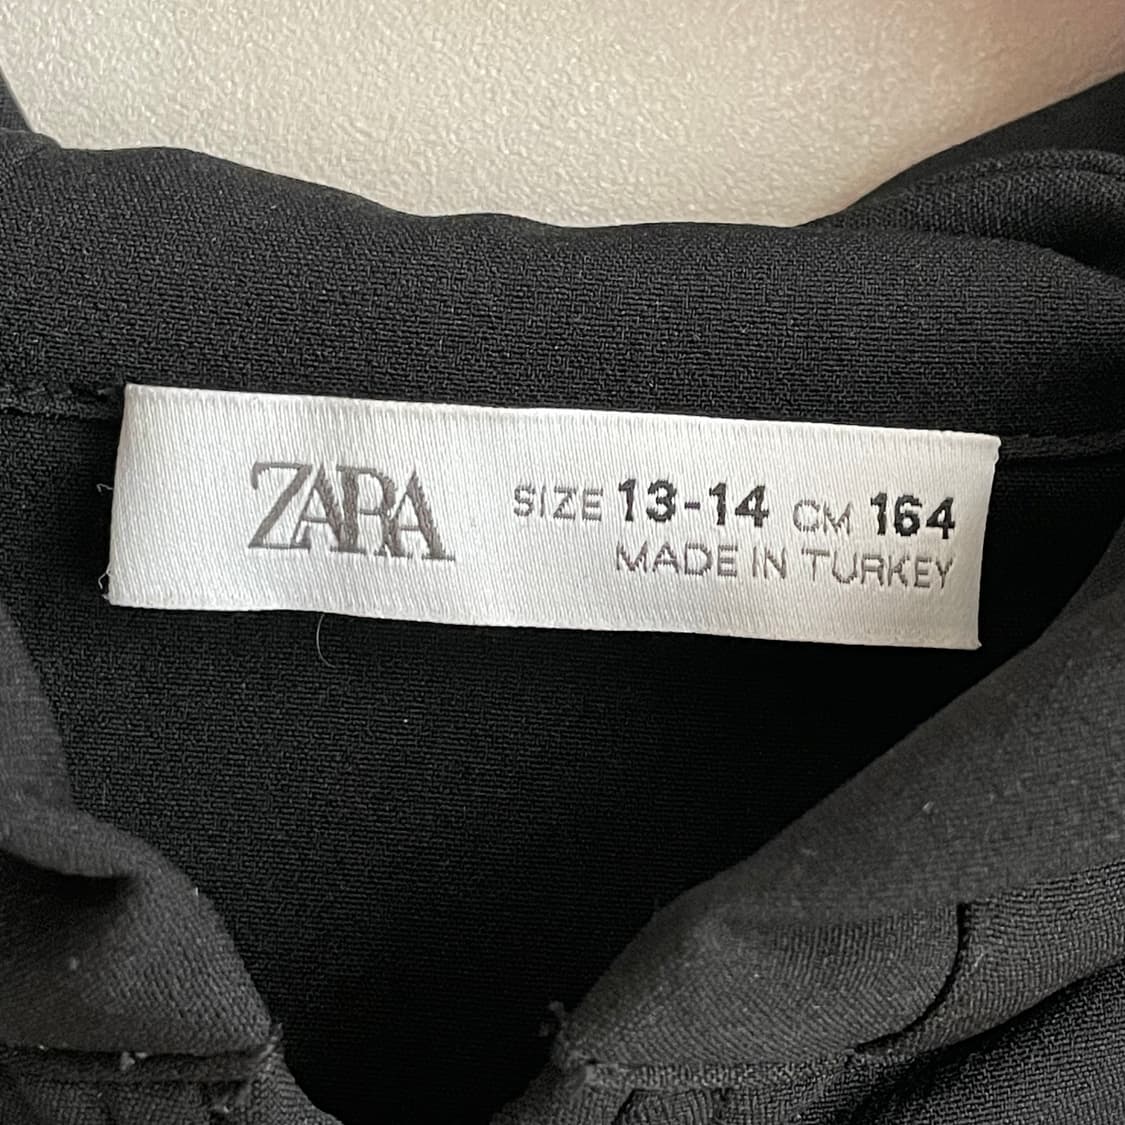 ZARA
SIZE 13-14 CM 164
MADE IN TURKEY